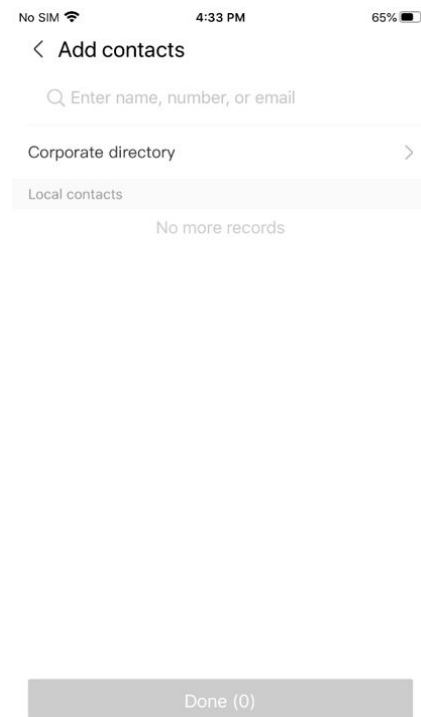 No SIM 4:33 PM 65%
Add contacts
Enter name, number, or email
Corporate directory
Local contacts
No more records
Done (0)